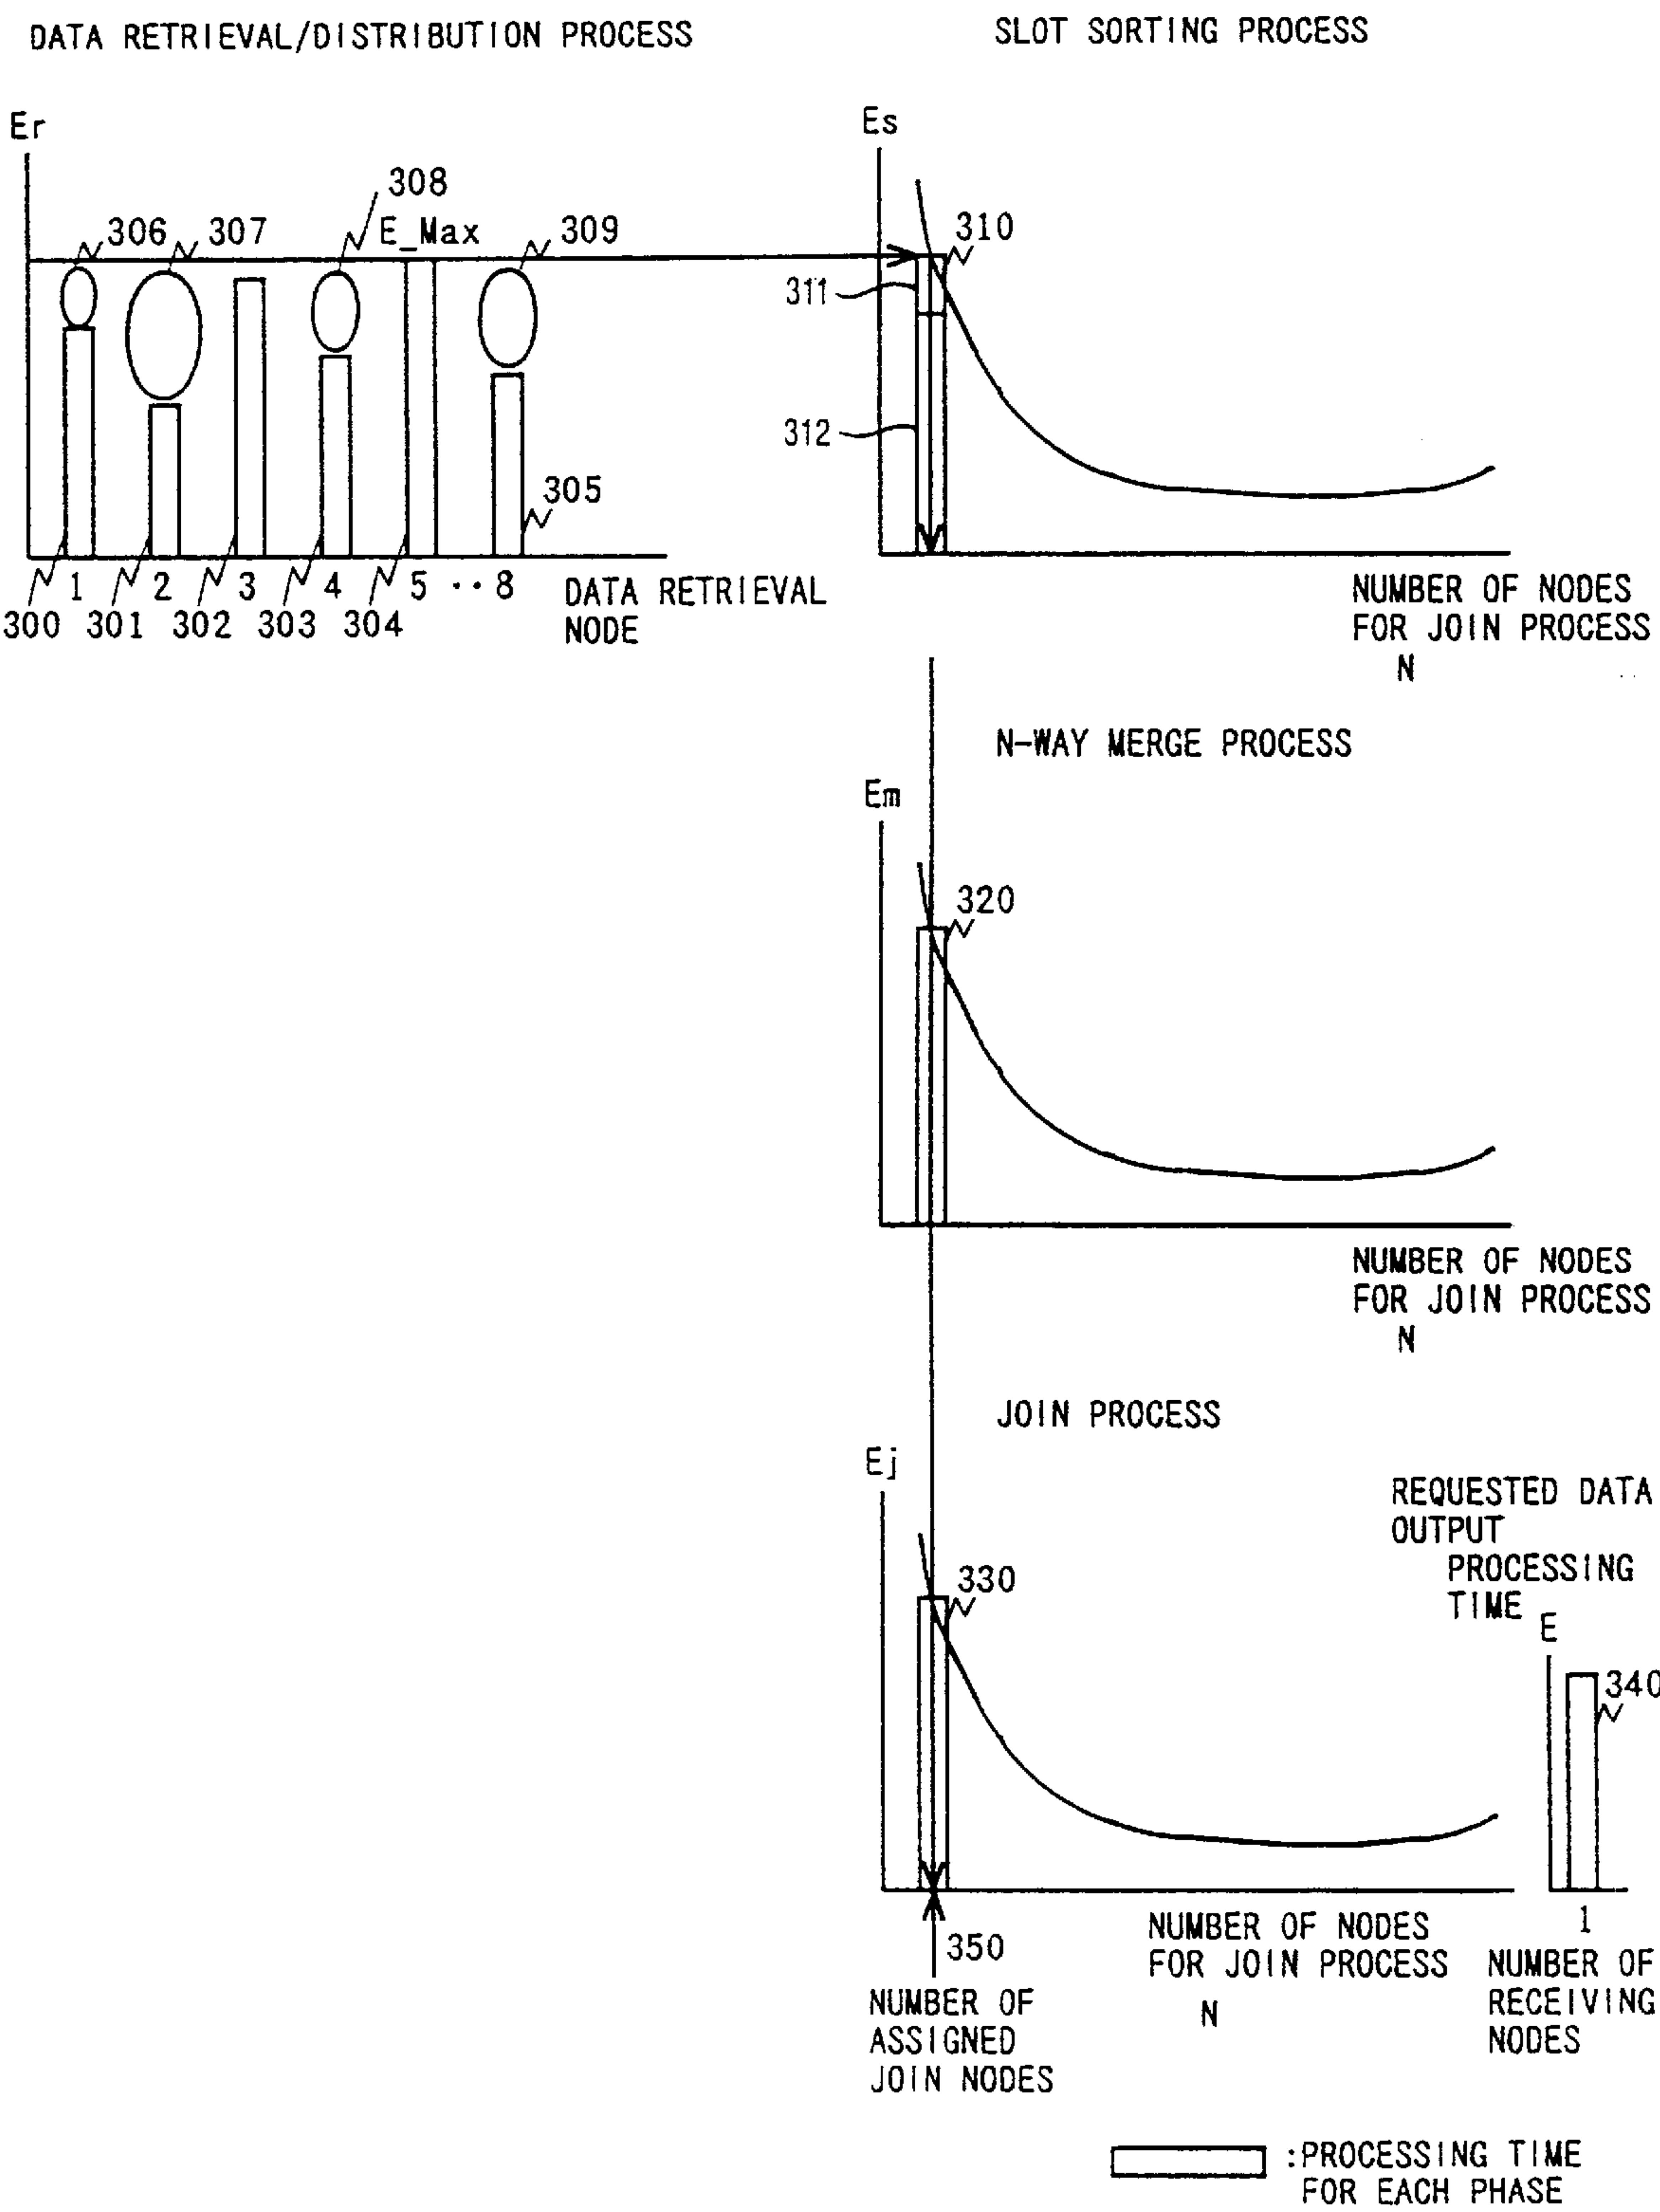 DATA RETRIEVAL/DISTRIBUTION PROCESS
SLOT SORTING PROCESS
Er
308
306
307
E_Max
309
305
300
301
302
303
304
1
2
3
4
5
··8
DATA RETRIEVAL
NODE
Es
310
311
312
NUMBER OF NODES
FOR JOIN PROCESS
N
N-WAY MERGE PROCESS
Em
320
NUMBER OF NODES
FOR JOIN PROCESS
N
JOIN PROCESS
Ej
330
350
NUMBER OF
ASSIGNED
JOIN NODES
NUMBER OF NODES
FOR JOIN PROCESS
N
REQUESTED DATA
OUTPUT
PROCESSING
TIME
E
340
1
NUMBER OF
RECEIVING
NODES
:PROCESSING TIME
FOR EACH PHASE